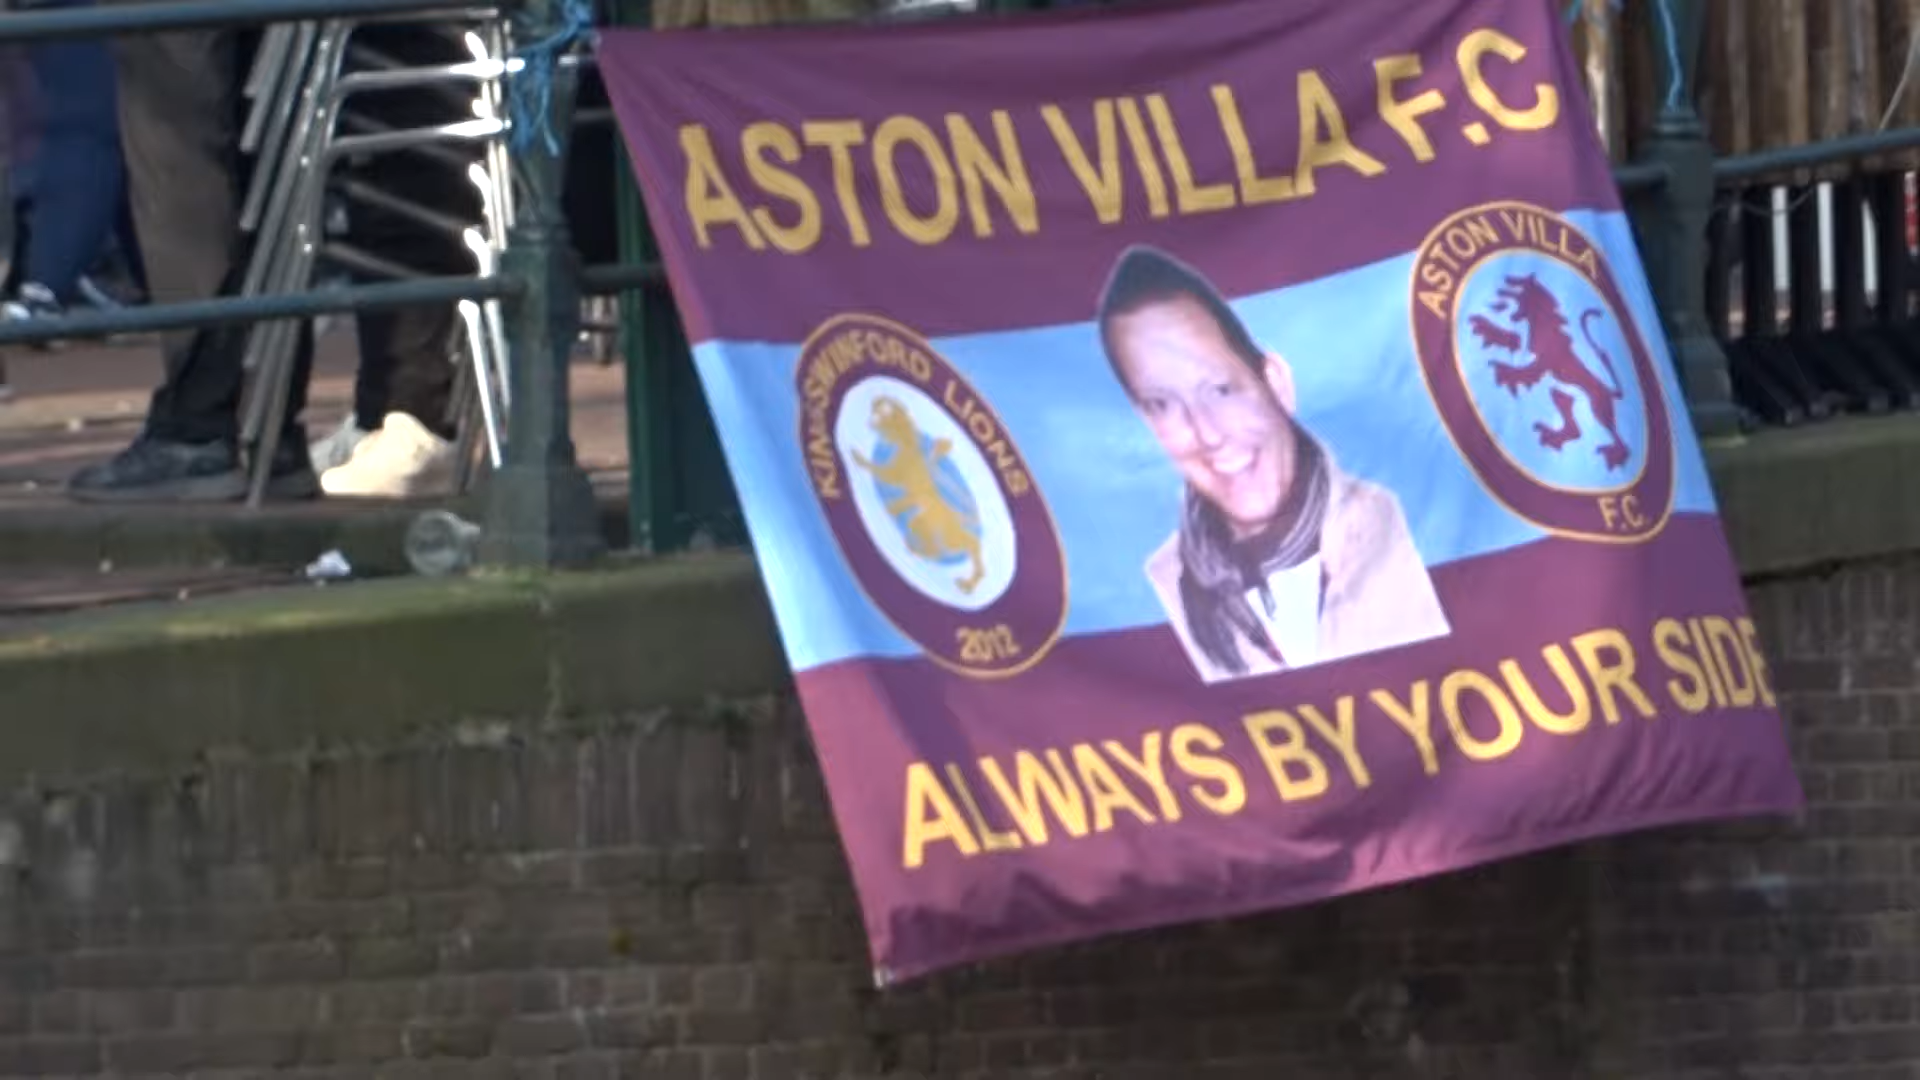 ASTON VILLA F.C
ASTON VILLA
F.C
KINGSWINFORD LIONS
2012
ALWAYS BY YOUR SIDE